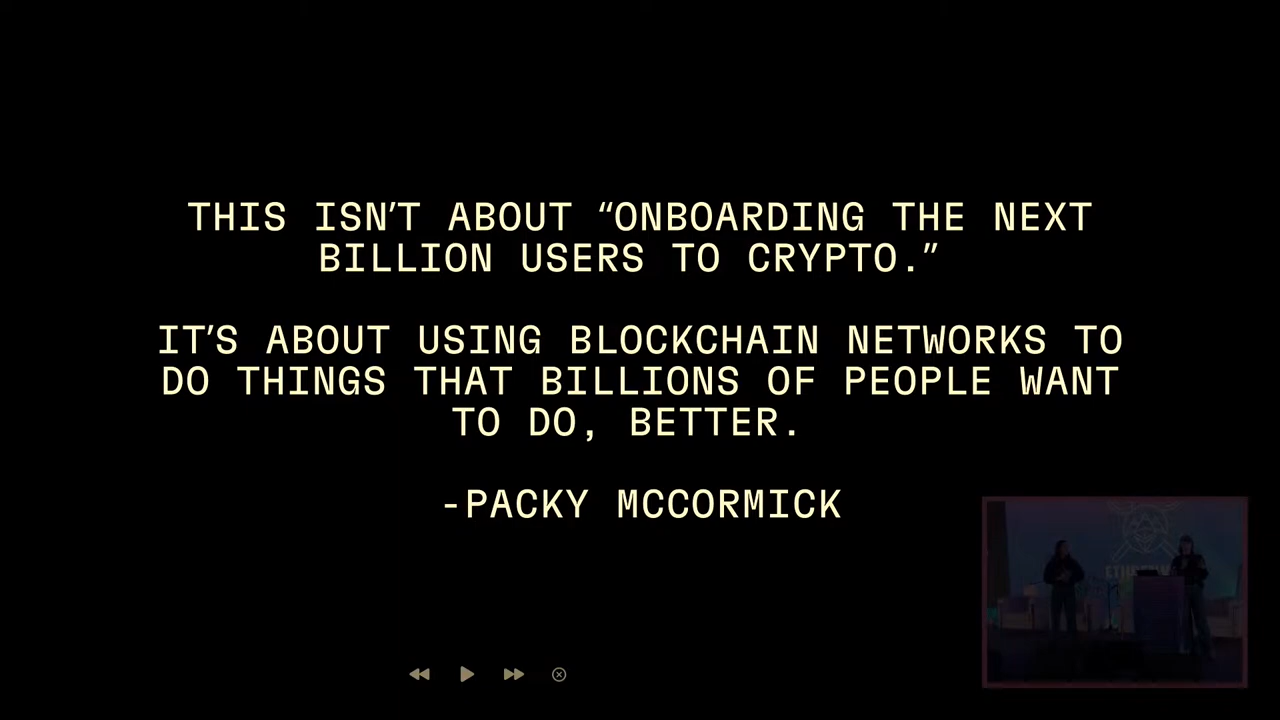 THIS ISN'T ABOUT “ONBOARDING THE NEXT
BILLION USERS TO CRYPTO.”
IT'S ABOUT USING BLOCKCHAIN NETWORKS TO
DO THINGS THAT BILLIONS OF PEOPLE WANT
TO DO, BETTER.
-PACKY MCCORMICK